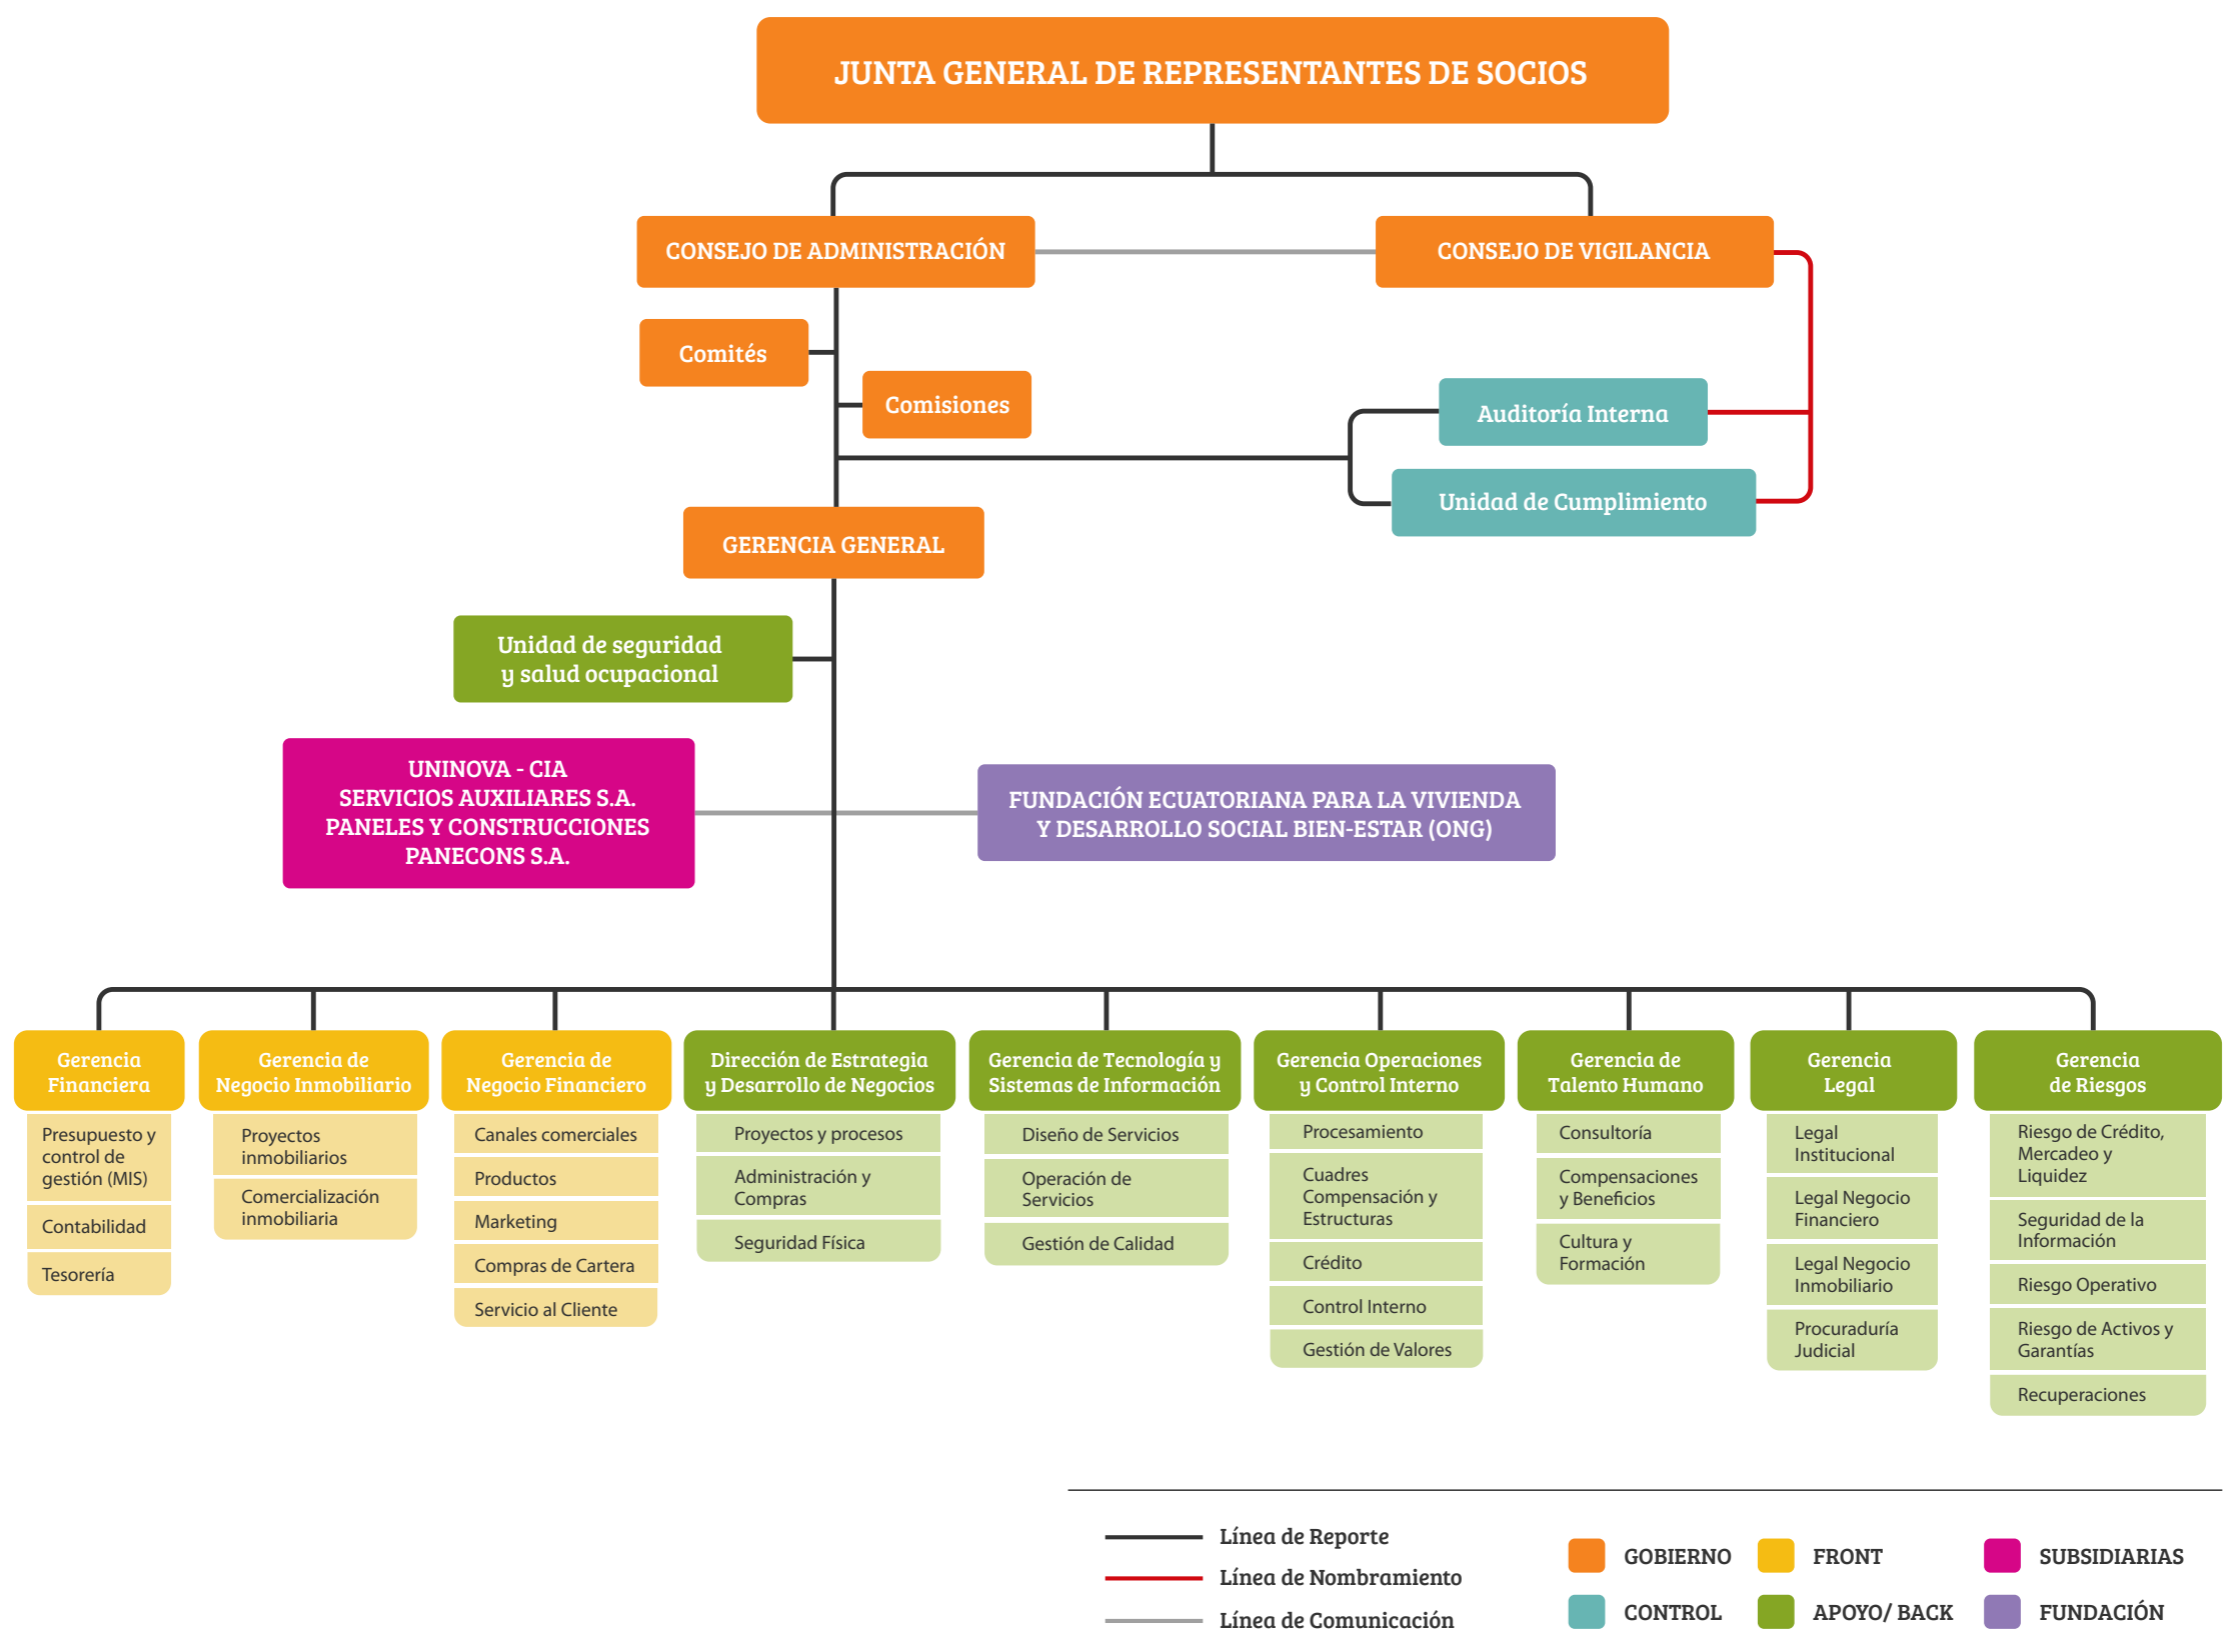 JUNTA GENERAL DE REPRESENTANTES DE SOCIOS
CONSEJO DE ADMINISTRACIÓN
CONSEJO DE VIGILANCIA
Comités
Comisiones
Auditoría Interna
Unidad de Cumplimiento
GERENCIA GENERAL
Unidad de seguridad
y salud ocupacional
UNINOVA - CIA
SERVICIOS AUXILIARES S.A.
PANELES Y CONSTRUCCIONES
PANECONS S.A.
FUNDACIÓN ECUATORIANA PARA LA VIVIENDA
Y DESARROLLO SOCIAL BIEN-ESTAR (ONG)
Gerencia
Financiera
Presupuesto y
control de
gestión (MIS)
Contabilidad
Tesorería
Gerencia de
Negocio Inmobiliario
Proyectos
inmobiliarios
Comercialización
inmobiliaria
Gerencia de
Negocio Financiero
Canales comerciales
Productos
Marketing
Compras de Cartera
Servicio al Cliente
Dirección de Estrategia
y Desarrollo de Negocios
Proyectos y procesos
Administración y
Compras
Seguridad Física
Gerencia de Tecnología y
Sistemas de Información
Diseño de Servicios
Operación de
Servicios
Gestión de Calidad
Gerencia Operaciones
y Control Interno
Procesamiento
Cuadres
Compensación y
Estructuras
Crédito
Control Interno
Gestión de Valores
Gerencia de
Talento Humano
Consultoría
Compensaciones
y Beneficios
Cultura y
Formación
Gerencia
Legal
Legal
Institucional
Legal Negocio
Financiero
Legal Negocio
Inmobiliario
Procuraduría
Judicial
Gerencia
de Riesgos
Riesgo de Crédito,
Mercadeo y
Liquidez
Seguridad de la
Información
Riesgo Operativo
Riesgo de Activos y
Garantías
Recuperaciones
Línea de Reporte
Línea de Nombramiento
Línea de Comunicación
GOBIERNO
FRONT
SUBSIDIARIAS
CONTROL
APOYO/ BACK
FUNDACIÓN